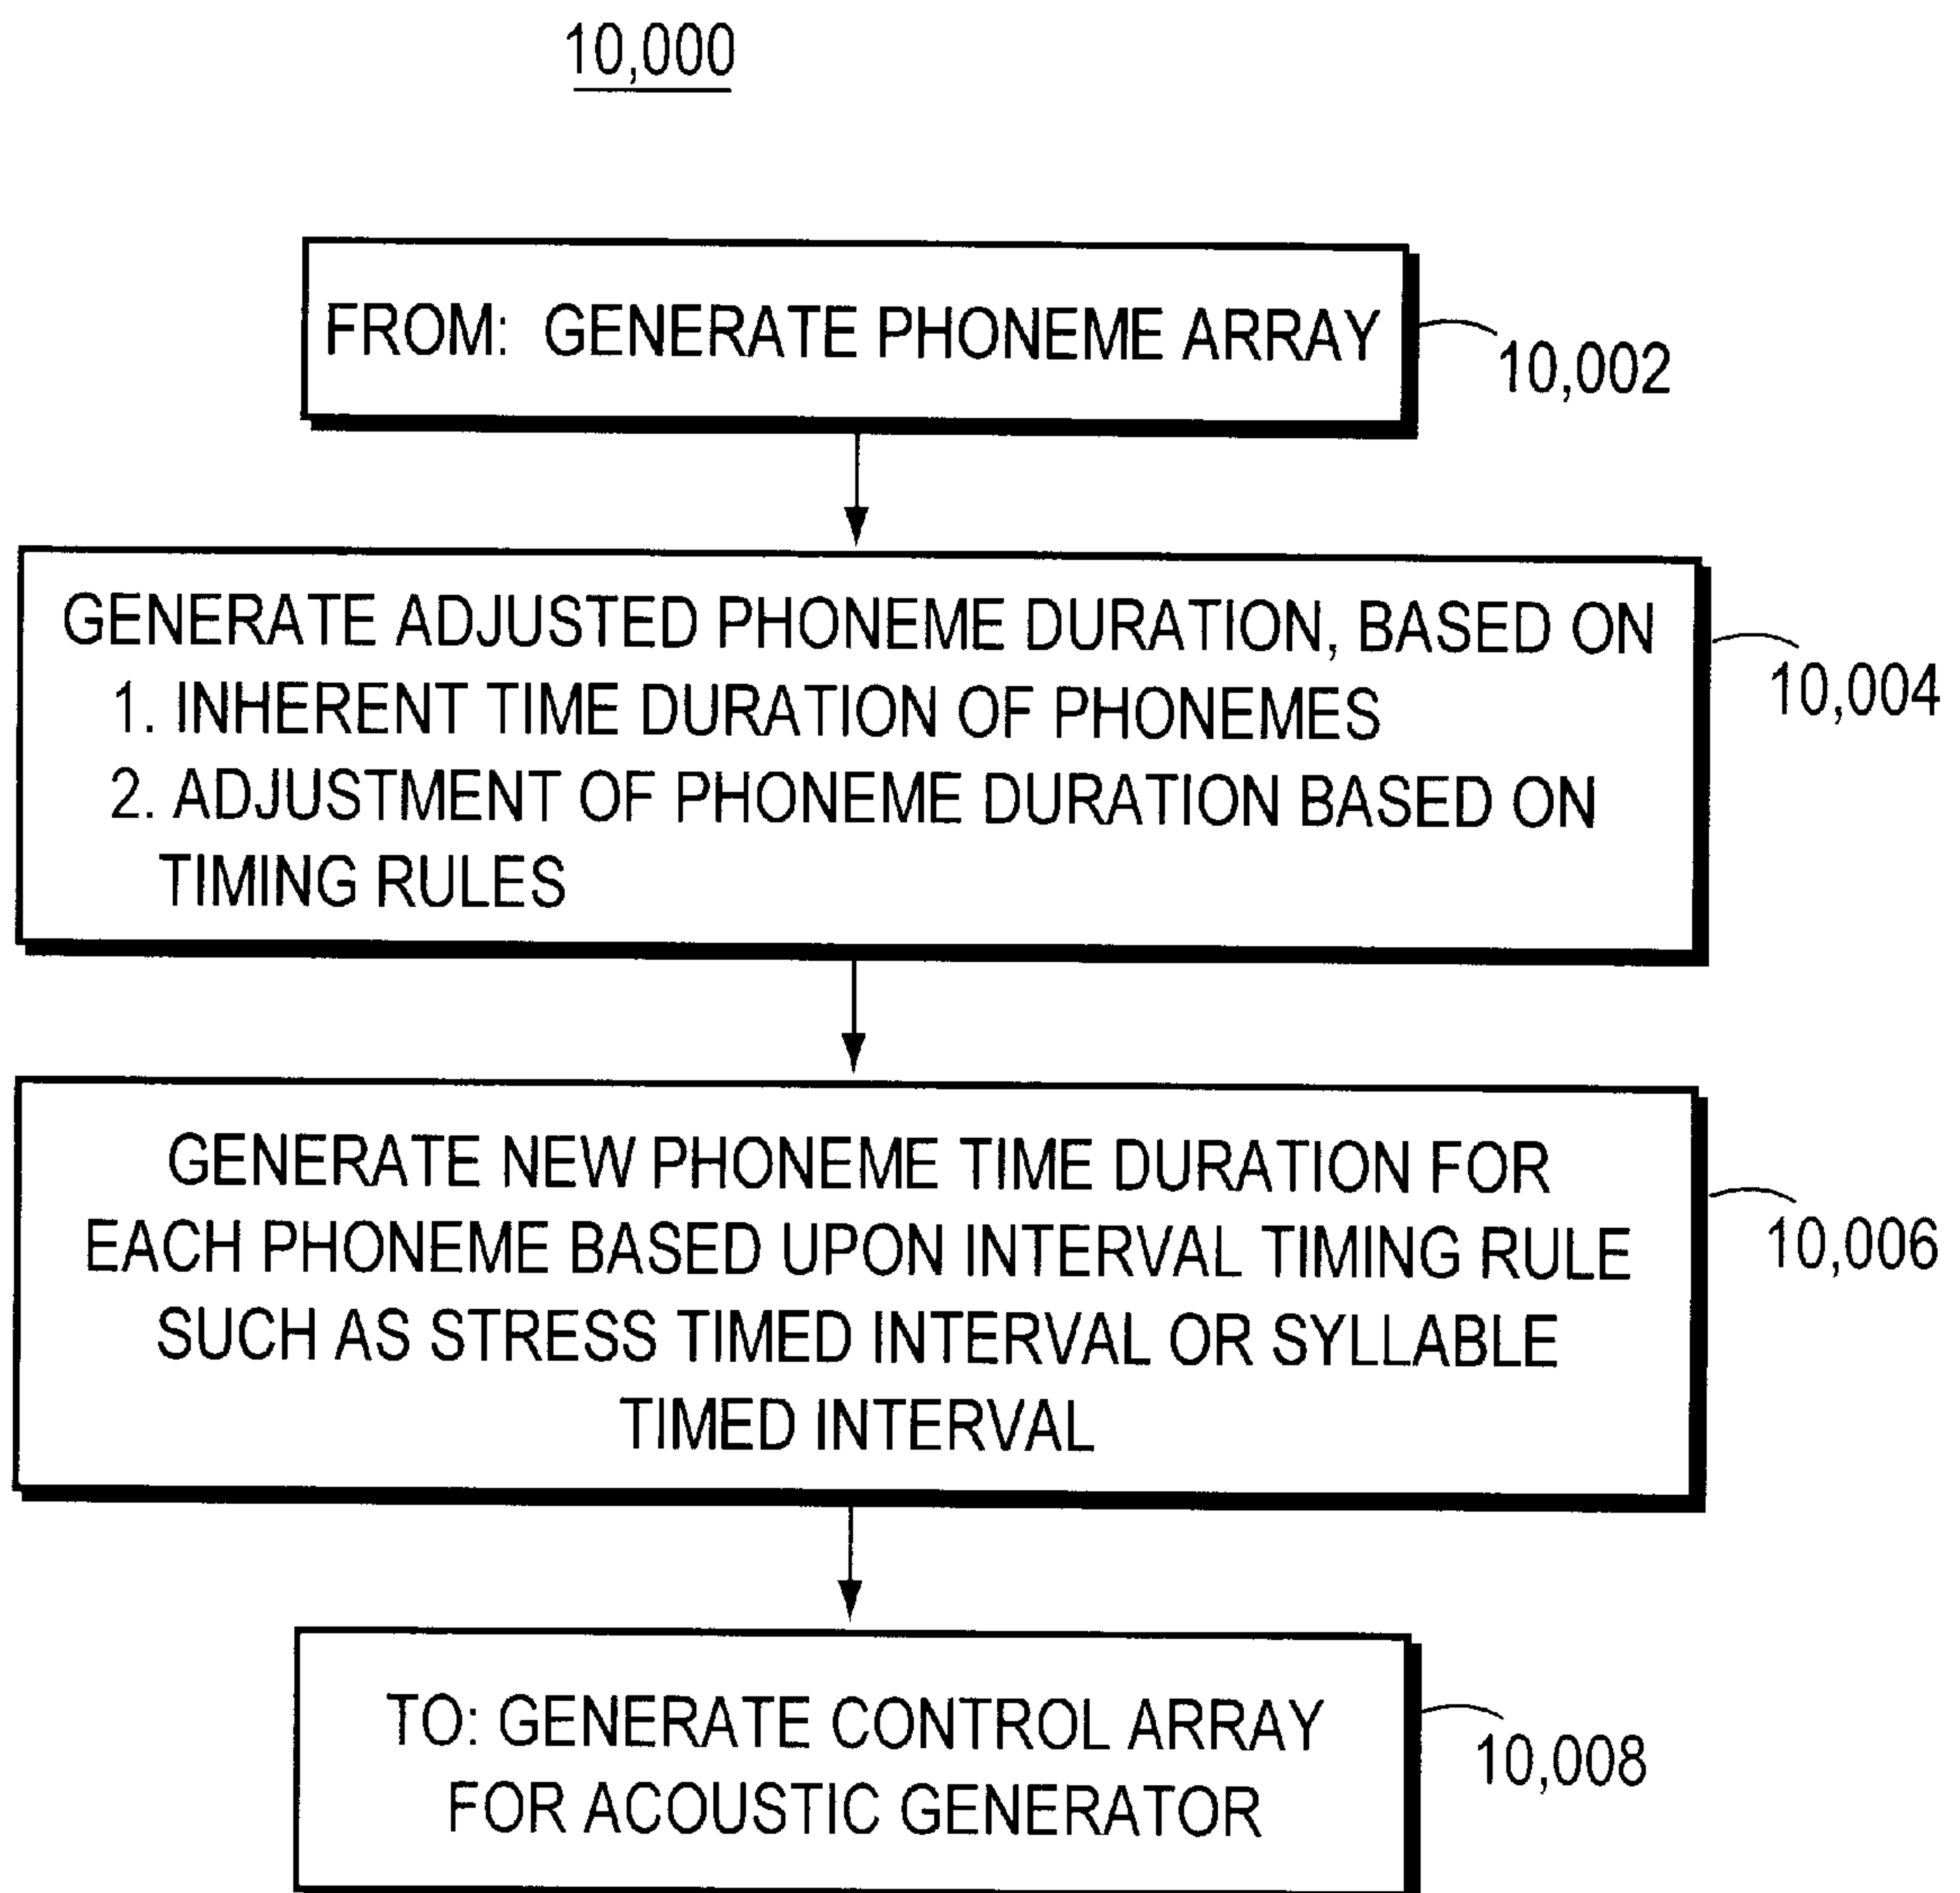 10,000
FROM: GENERATE PHONEME ARRAY
10,002
GENERATE ADJUSTED PHONEME DURATION, BASED ON
1. INHERENT TIME DURATION OF PHONEMES
2. ADJUSTMENT OF PHONEME DURATION BASED ON
TIMING RULES
10,004
GENERATE NEW PHONEME TIME DURATION FOR
EACH PHONEME BASED UPON INTERVAL TIMING RULE
SUCH AS STRESS TIMED INTERVAL OR SYLLABLE
TIMED INTERVAL
10,006
TO: GENERATE CONTROL ARRAY
FOR ACOUSTIC GENERATOR
10,008